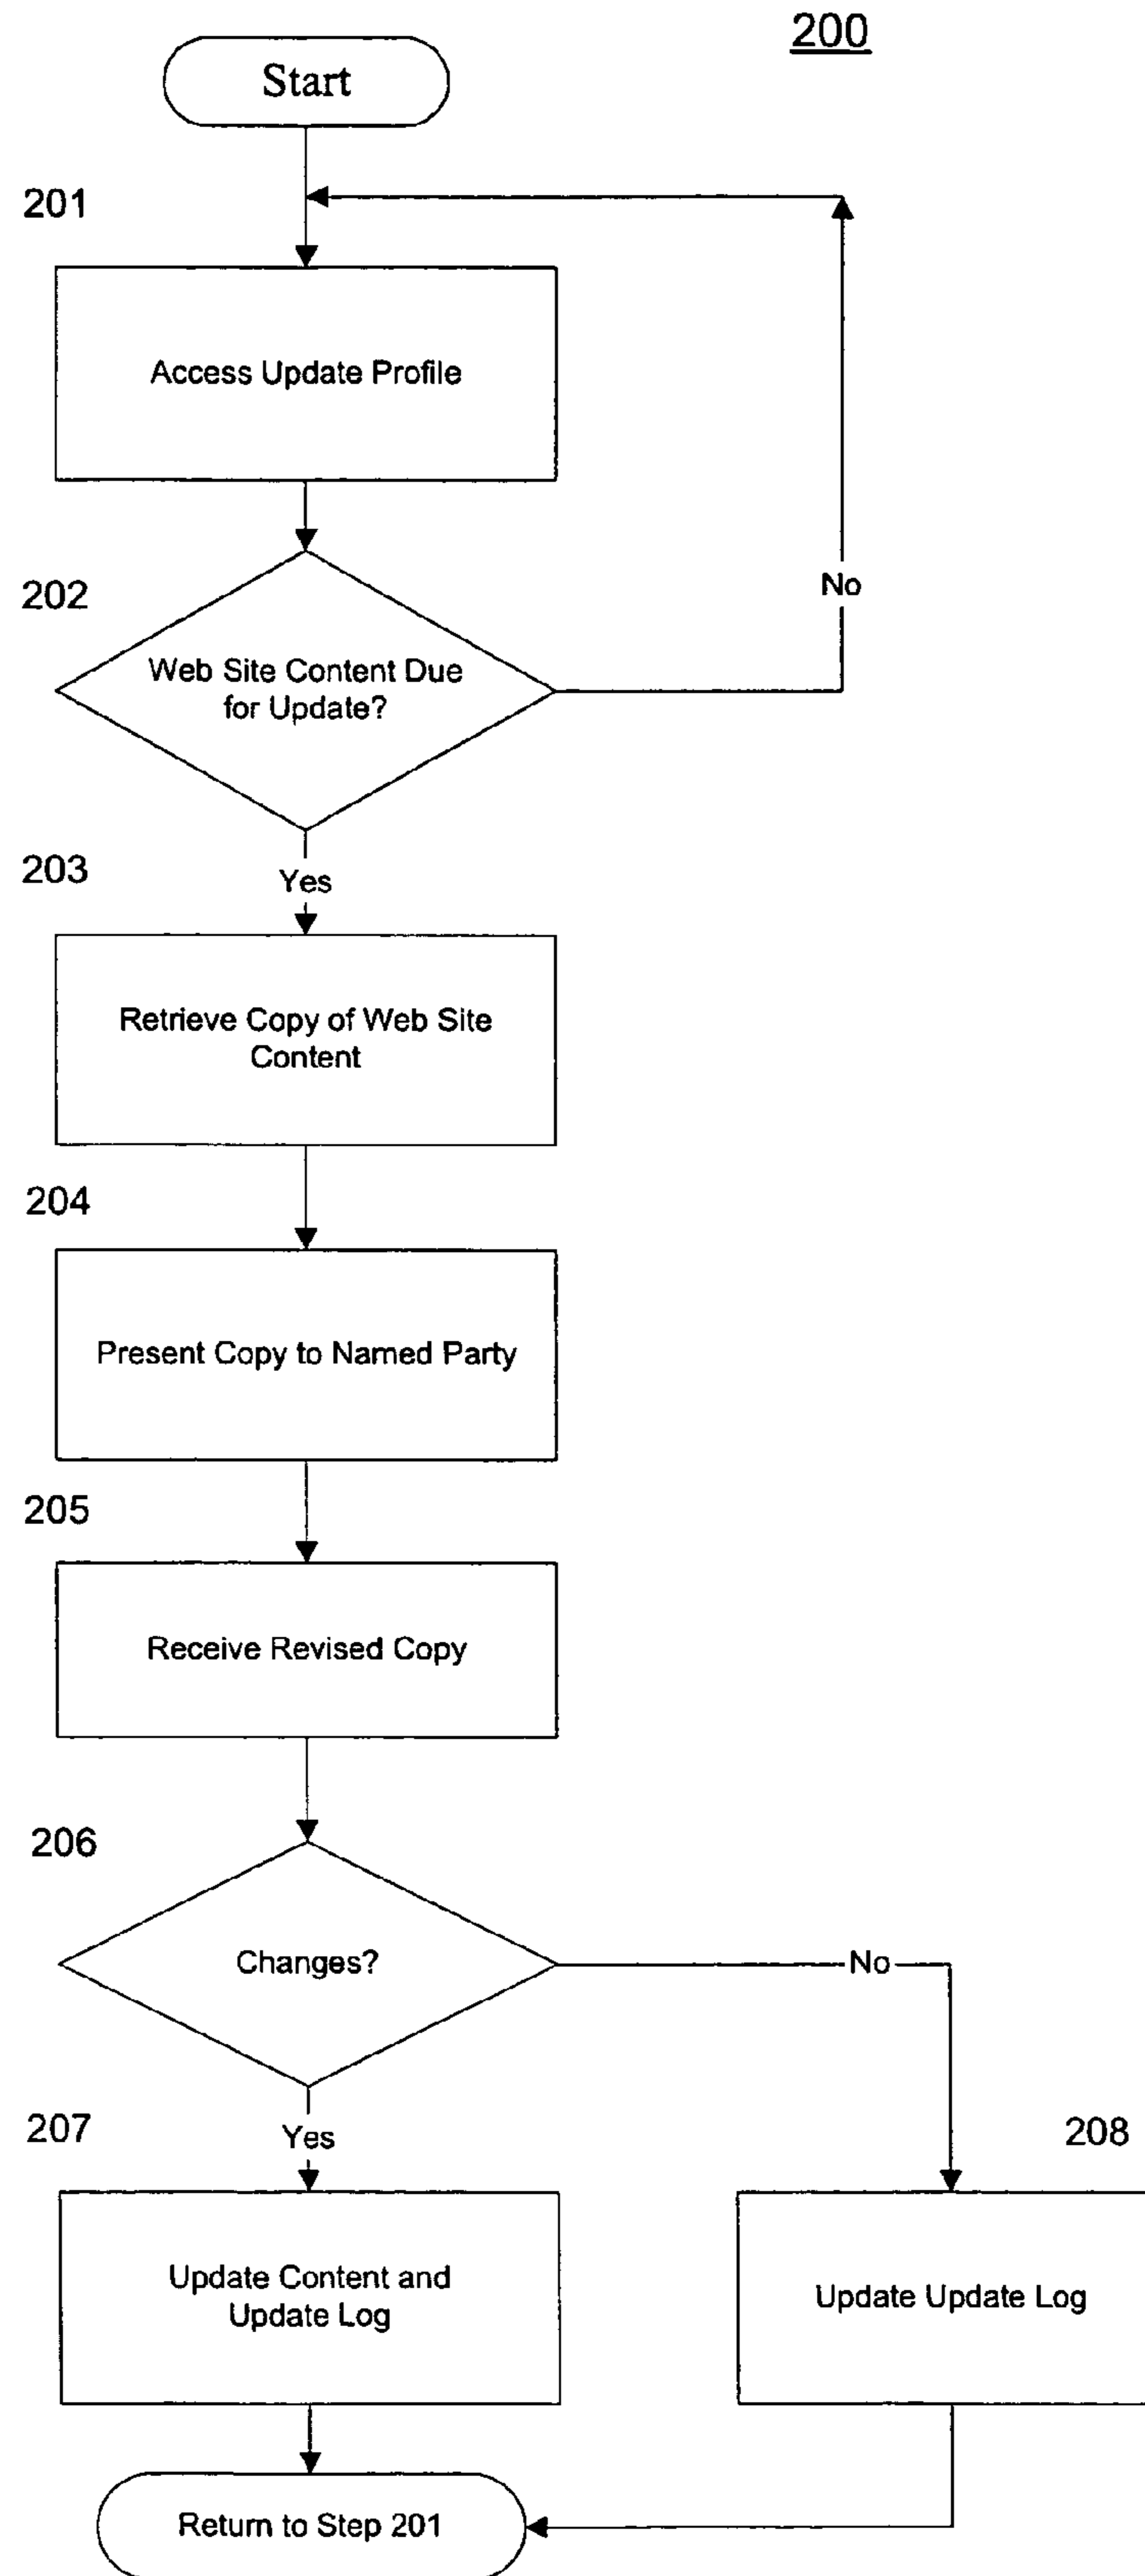 200
Start
201
Access Update Profile
202
Web Site Content Due
for Update?
No
203
Yes
Retrieve Copy of Web Site
Content
204
Present Copy to Named Party
205
Receive Revised Copy
206
Changes?
No
207
Yes
208
Update Content and
Update Log
Update Update Log
Return to Step 201